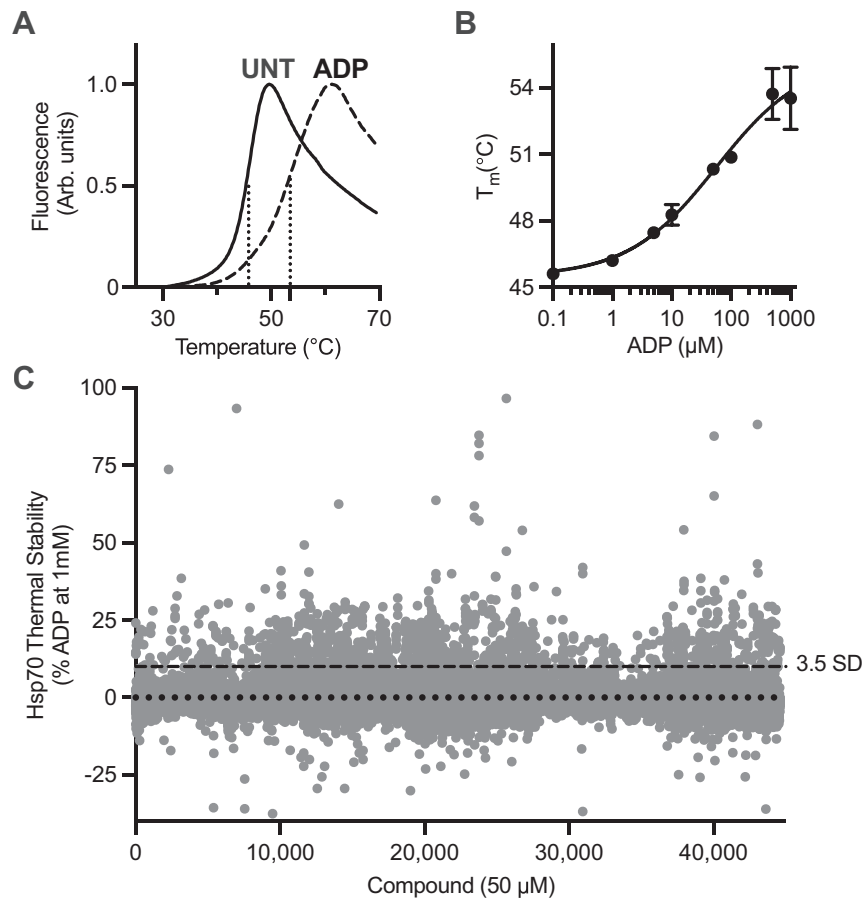 A
UNT ADP
1.0
0.5
0
Fluorescence
(Arb. units)
30 50 70
Temperature (°C)
B
54
51
48
45
Tm(°C)
0.1 1 10 100 1000
ADP (µM)
C
100
75
50
25
0
-25
Hsp70 Thermal Stability
(% ADP at 1mM)
3.5 SD
0 10,000 20,000 30,000 40,000
Compound (50 µM)